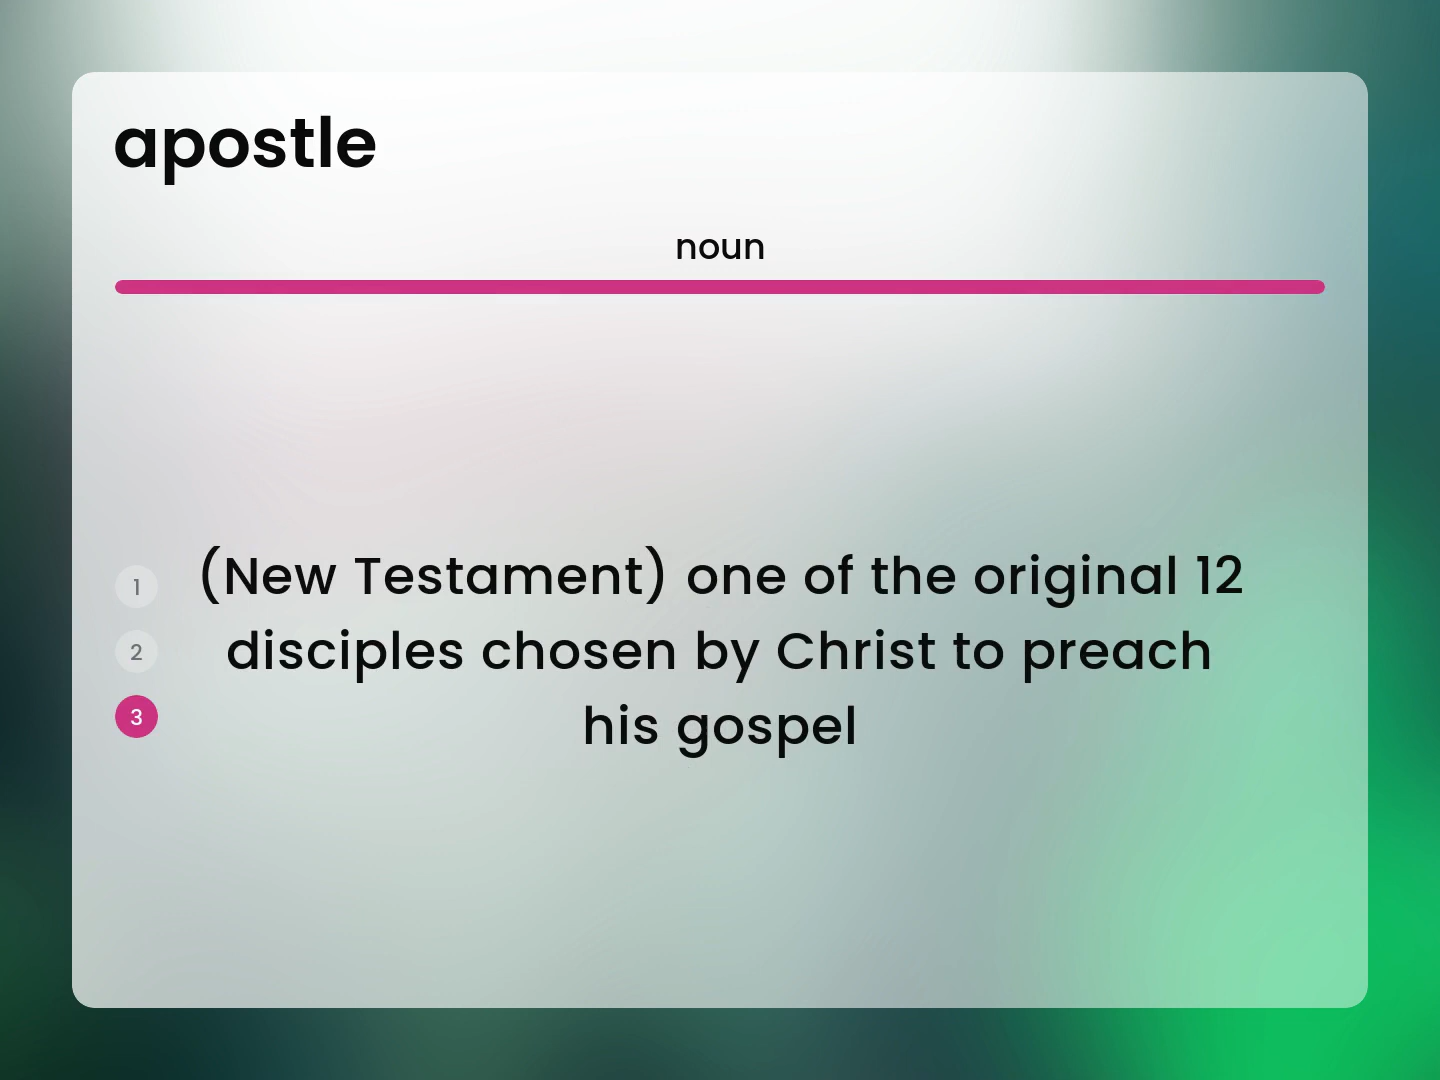 apostle
noun
(New Testament) one of the original 12
disciples chosen by Christ to preach
his gospel
1
2
3